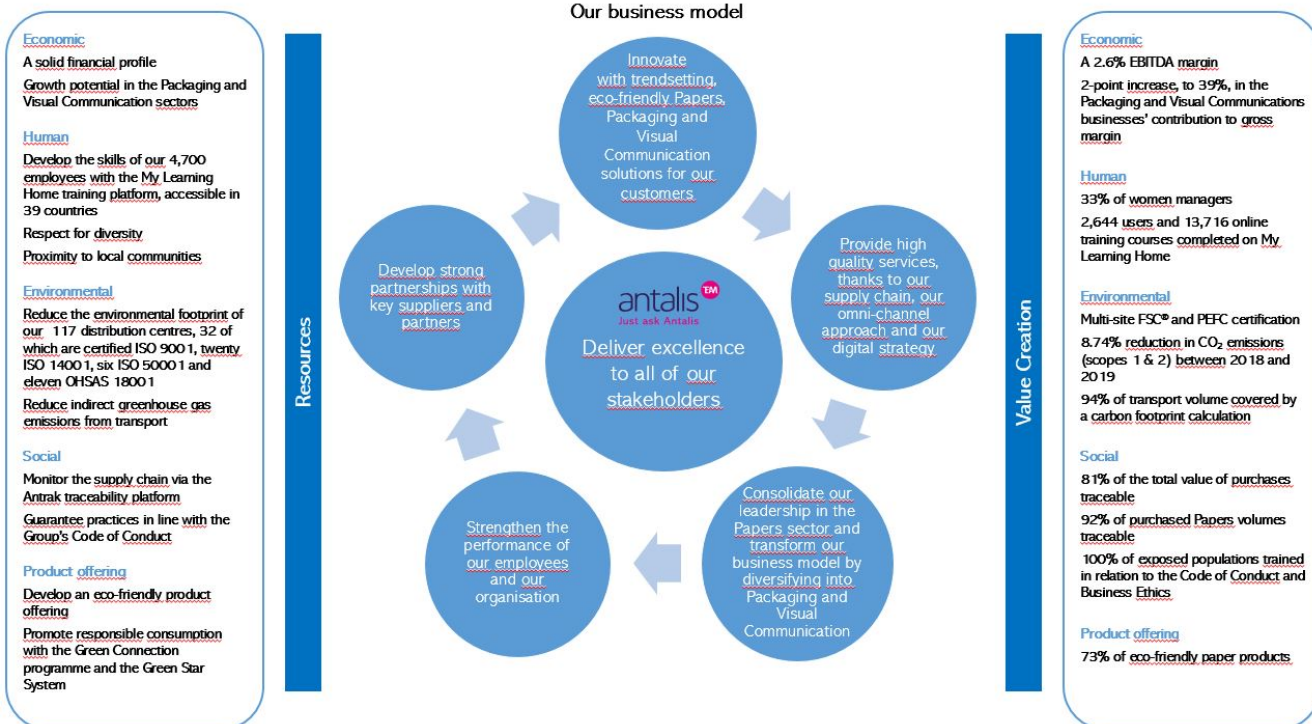 Our business model
Economic
A solid financial profile
Growth potential in the Packaging and
Visual Communication sectors
Human
Develop the skills of our 4,700
employees with the My Learning
Home training platform, accessible in
39 countries
Respect for diversity
Proximity to local communities
Environmental
Reduce the environmental footprint of
our 117 distribution centres, 32 of
which are certified ISO 9001, twenty
ISO 14001, six ISO 50001 and
eleven OHSAS 18001
Reduce indirect greenhouse gas
emissions from transport
Social
Monitor the supply chain via the
Antrak traceability platform
Guarantee practices in line with the
Group's Code of Conduct
Product offering
Develop an eco-friendly product
offering
Promote responsible consumption
with the Green Connection
programme and the Green Star
System
Resources
Innovate
with trendsetting,
eco-friendly Papers,
Packaging and
Visual
Communication
solutions for our
customers
Provide high
quality services,
thanks to our
supply chain, our
omni-channel
approach and our
digital strategy
Consolidate our
leadership in the
Papers sector and
transform our
business model by
diversifying into
Packaging and
Visual
Communication
Strengthen the
performance of
our employees
and our
organisation
Develop strong
partnerships with
key suppliers and
partners
antalis TM
Just ask Antalis
Deliver excellence
to all of our
stakeholders
Value Creation
Economic
A 2.6% EBITDA margin
2-point increase, to 39%, in the
Packaging and Visual Communications
businesses' contribution to gross
margin
Human
33% of women managers
2,644 users and 13,716 online
training courses completed on My
Learning Home
Environmental
Multi-site FSC® and PEFC certification
8.74% reduction in CO₂ emissions
(scopes 1 & 2) between 2018 and
2019
94% of transport volume covered by
a carbon footprint calculation
Social
81% of the total value of purchases
traceable
92% of purchased Papers volumes
traceable
100% of exposed populations trained
in relation to the Code of Conduct and
Business Ethics
Product offering
73% of eco-friendly paper products